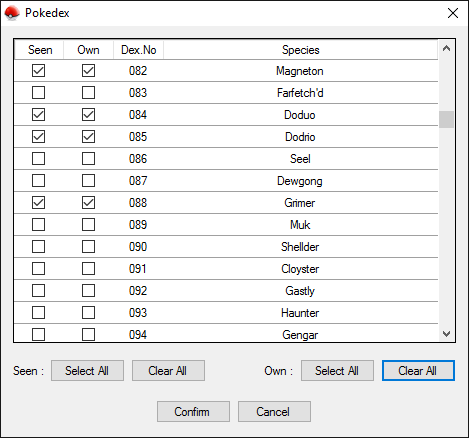 Pokedex
Seen Own Dex.No Species
082 Magneton
083 Farfetch'd
084 Doduo
085 Dodrio
086 Seel
087 Dewgong
088 Grimer
089 Muk
090 Shellder
091 Cloyster
092 Gastly
093 Haunter
094 Gengar
Seen : Select All Clear All Own : Select All Clear All
Confirm Cancel